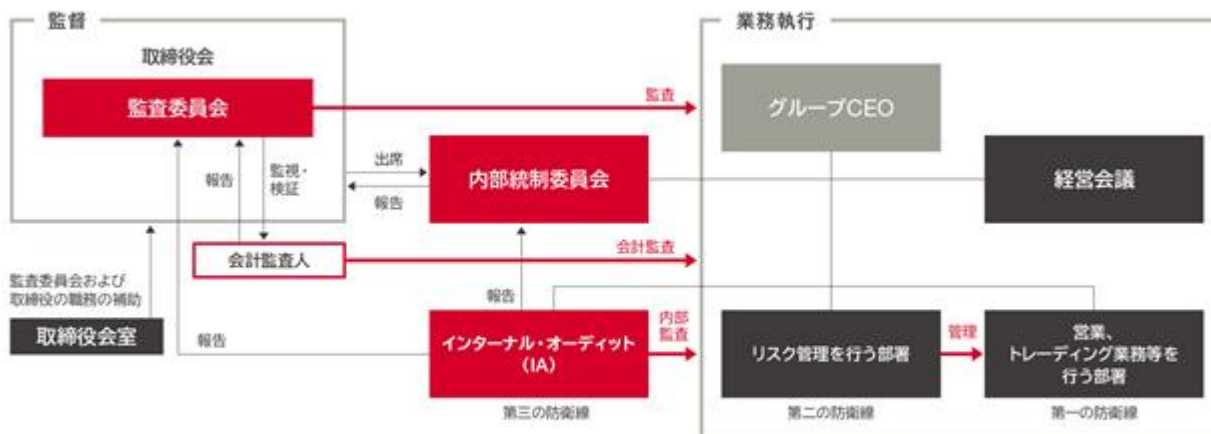 監督
取締役会
監査委員会
報告
監視・
検証
出席
報告
監査
内部統制委員会
業務執行
グループCEO
経営会議
会計監査人
会計監査
監査委員会および
取締役の職務の補助
取締役会室
報告
報告
インターナル・オーディット
(IA)
第三の防衛線
内部
監査
リスク管理を行う部署
第二の防衛線
管理
営業、
トレーディング業務等を
行う部署
第一の防衛線